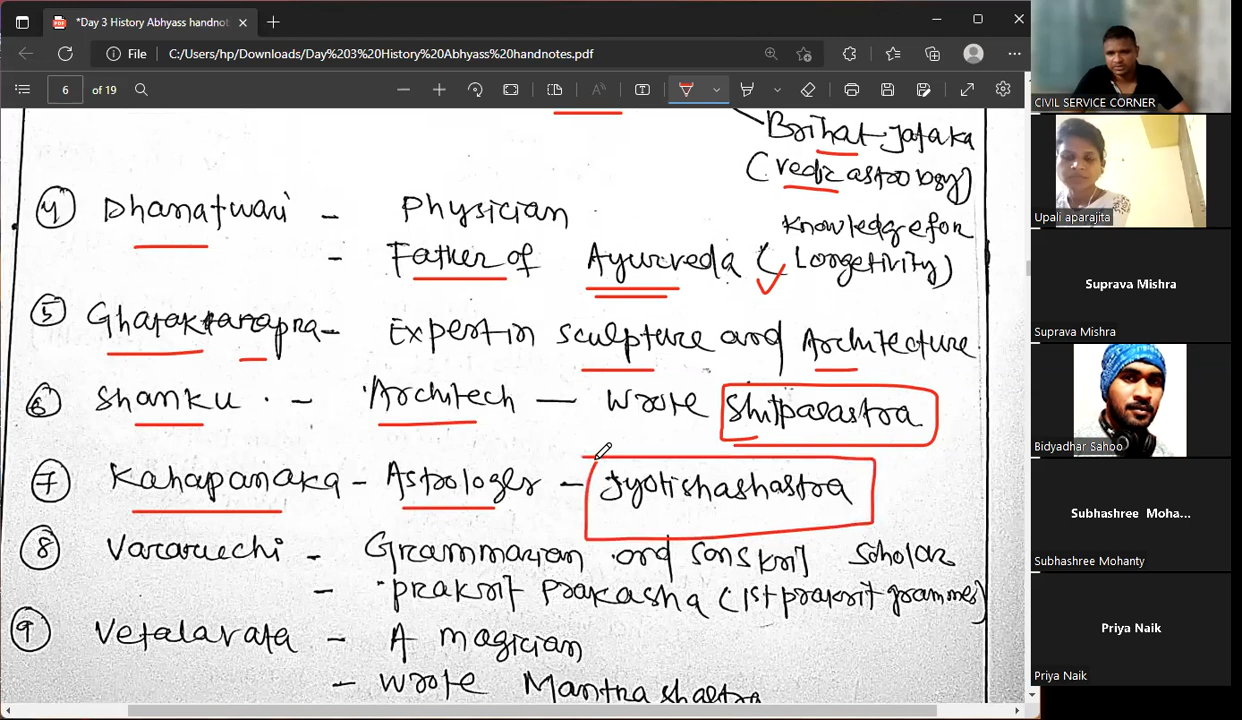 *Day 3 History Abhyass handnot
File
C:/Users/hp/Downloads/Day%203%20History%20Abhyass%20handnotes.pdf
6 of 19
Brihat Jataka
(vedic astrology)
④ Dhanatwari - Physician
knowledge for
- Father of Ayurveda (Longetivity)
⑤ - Expert in sculpture and Architecture
⑥ Shanku - Architech — wrote
⑦ Kahapanaka - Astrologer - Jyotishashastra
⑧ Vararuechi - Grammarian and Sanskrit Scholar
- Prakrit Prakasha (1st prakrit grammer)
⑨ Vetalavata - A magician
- wrote Mantrashastra
CIVIL SERVICE CORNER
Upali aparajita
Suprava Mishra
Suprava Mishra
Bidyadhar Sahoo
Subhashree Moha...
Subhashree Mohanty
Priya Naik
Priya Naik